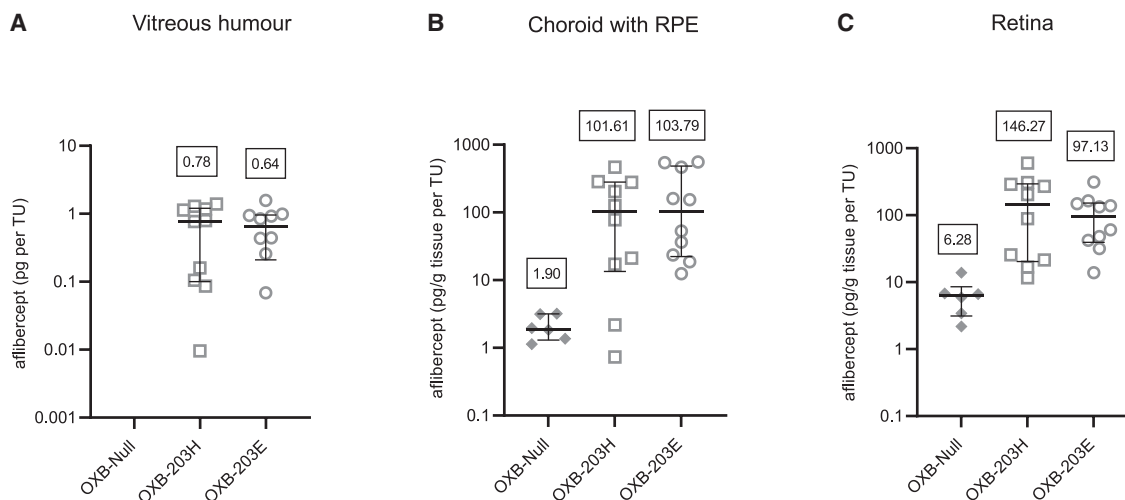 A Vitreous humour
aflibercept (pg per TU)
10
1
0.1
0.01
0.001
0.78
0.64
OXB-Null
OXB-203H
OXB-203E
B Choroid with RPE
aflibercept (pg/g tissue per TU)
1000
100
10
1
0.1
1.90
101.61
103.79
OXB-Null
OXB-203H
OXB-203E
C Retina
aflibercept (pg/g tissue per TU)
1000
100
10
1
0.1
6.28
146.27
97.13
OXB-Null
OXB-203H
OXB-203E